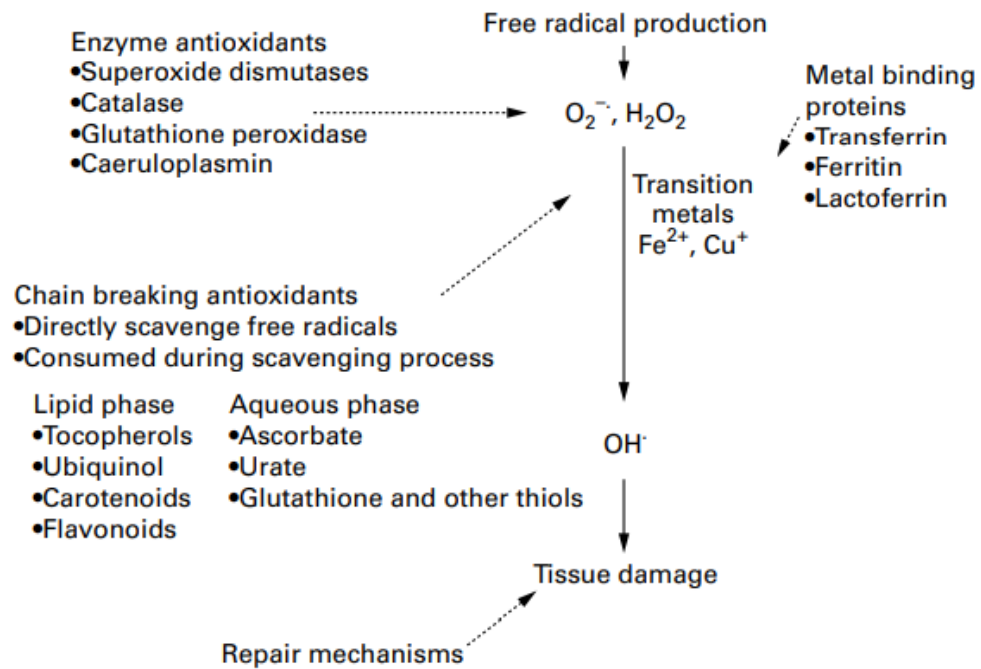 Free radical production
Enzyme antioxidants
•Superoxide dismutases
•Catalase
•Glutathione peroxidase
•Caeruloplasmin
O₂⁻·, H₂O₂
Metal binding
proteins
•Transferrin
•Ferritin
•Lactoferrin
Transition
metals
Fe²⁺, Cu⁺
Chain breaking antioxidants
•Directly scavenge free radicals
•Consumed during scavenging process
Lipid phase
•Tocopherols
•Ubiquinol
•Carotenoids
•Flavonoids
Aqueous phase
•Ascorbate
•Urate
•Glutathione and other thiols
OH·
Tissue damage
Repair mechanisms